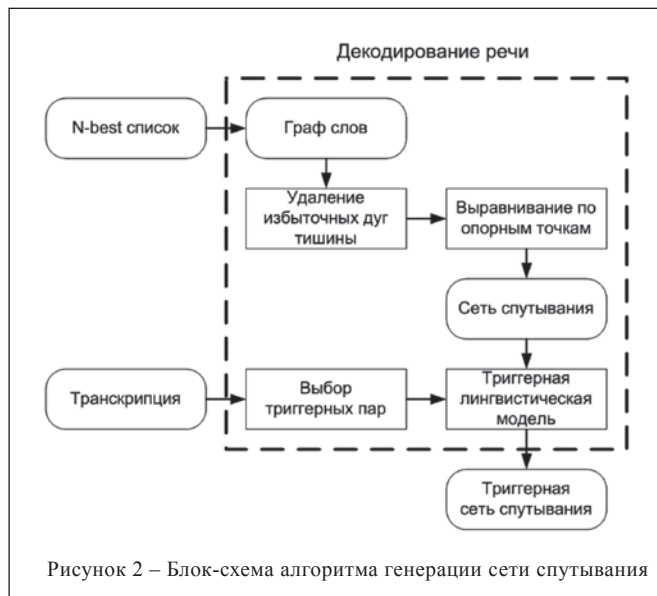 Декодирование речи
N-best список
Граф слов
Удаление
избыточных дуг
тишины
Выравнивание по
опорным точкам
Сеть спутывания
Транскрипция
Выбор
триггерных пар
Триггерная
лингвистическая
модель
Триггерная
сеть спутывания
Рисунок 2 – Блок-схема алгоритма генерации сети спутывания